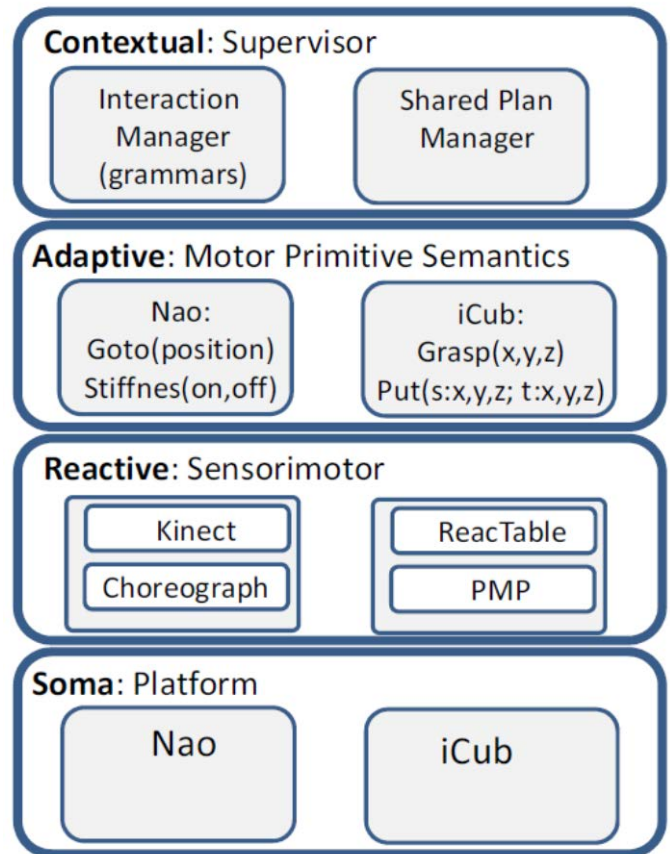 Contextual: Supervisor
Interaction
Manager
(grammars)
Shared Plan
Manager
Adaptive: Motor Primitive Semantics
Nao:
Goto(position)
Stiffnes(on,off)
iCub:
Grasp(x,y,z)
Put(s:x,y,z; t:x,y,z)
Reactive: Sensorimotor
Kinect
Choreograph
ReacTable
PMP
Soma: Platform
Nao
iCub